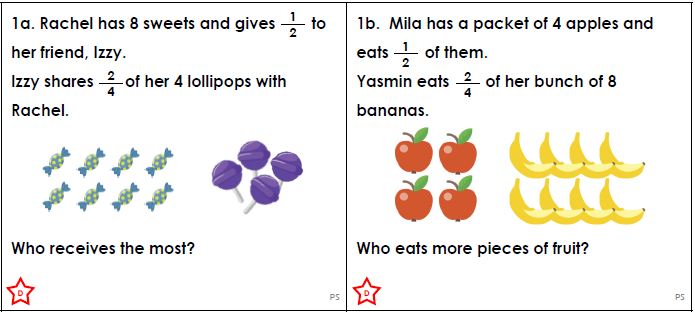 1a. Rachel has 8 sweets and gives 1/2 to
her friend, Izzy.
Izzy shares 2/4 of her 4 lollipops with
Rachel.
Who receives the most?
D
PS
1b. Mila has a packet of 4 apples and
eats 1/2 of them.
Yasmin eats 2/4 of her bunch of 8
bananas.
Who eats more pieces of fruit?
D
PS